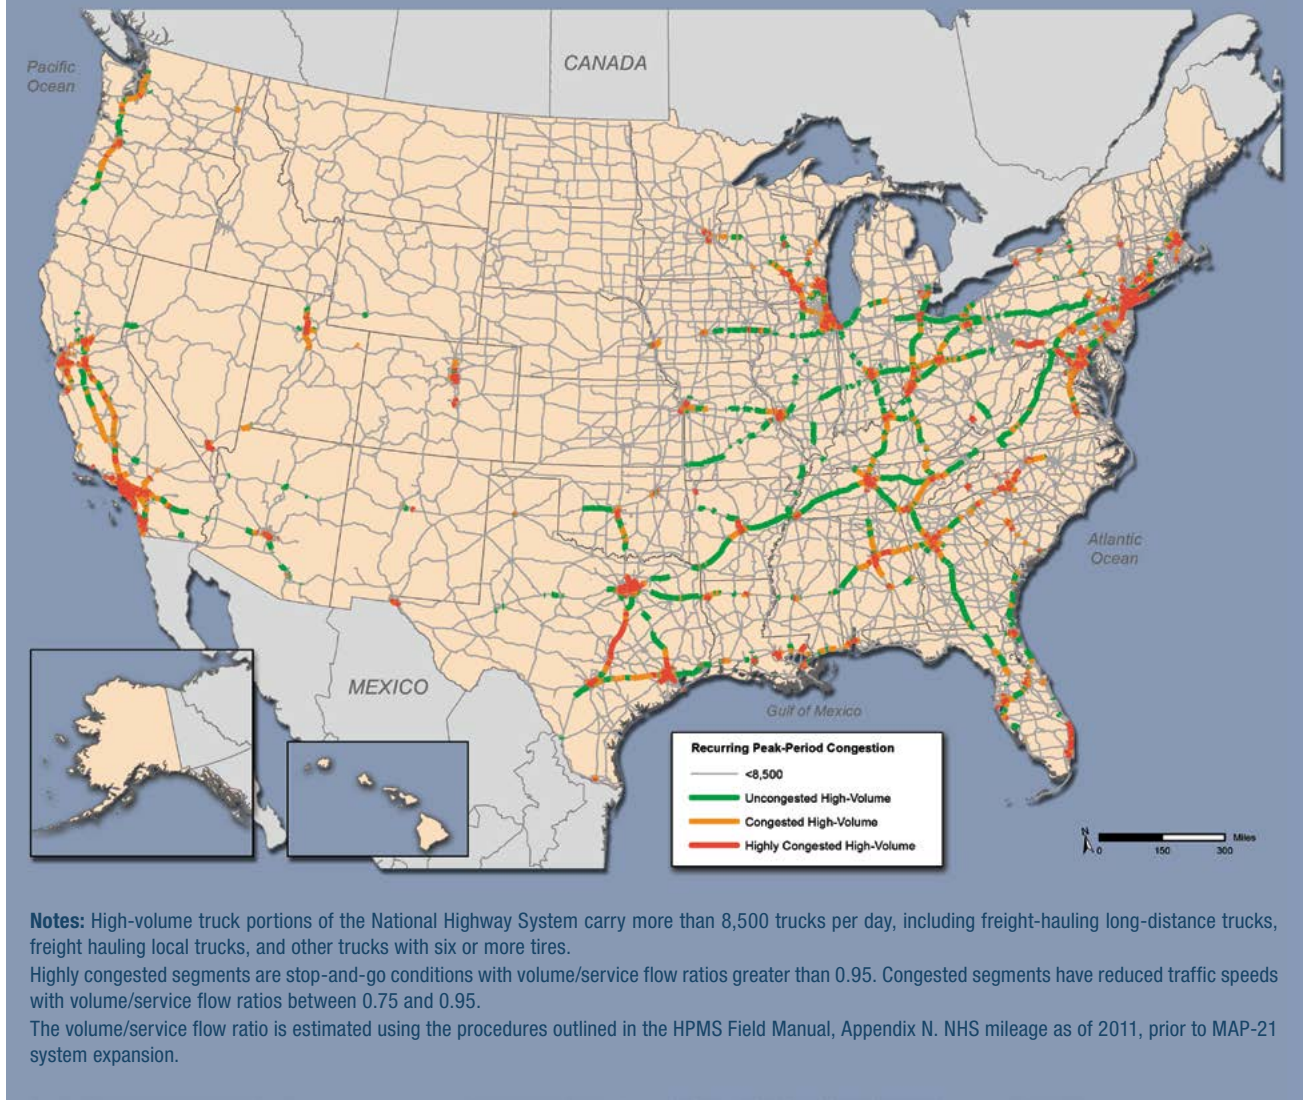 Pacific
Ocean
CANADA
Atlantic
Ocean
MEXICO
Gulf of Mexico
Recurring Peak-Period Congestion
<8,500
Uncongested High-Volume
Congested High-Volume
Highly Congested High-Volume
N
Miles
0 150 300
Notes: High-volume truck portions of the National Highway System carry more than 8,500 trucks per day, including freight-hauling long-distance trucks,
freight hauling local trucks, and other trucks with six or more tires.
Highly congested segments are stop-and-go conditions with volume/service flow ratios greater than 0.95. Congested segments have reduced traffic speeds
with volume/service flow ratios between 0.75 and 0.95.
The volume/service flow ratio is estimated using the procedures outlined in the HPMS Field Manual, Appendix N. NHS mileage as of 2011, prior to MAP-21
system expansion.